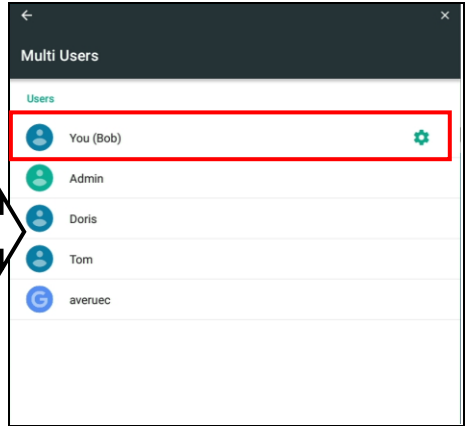 Multi Users
Users
You (Bob)
Admin
Doris
Tom
G averuec